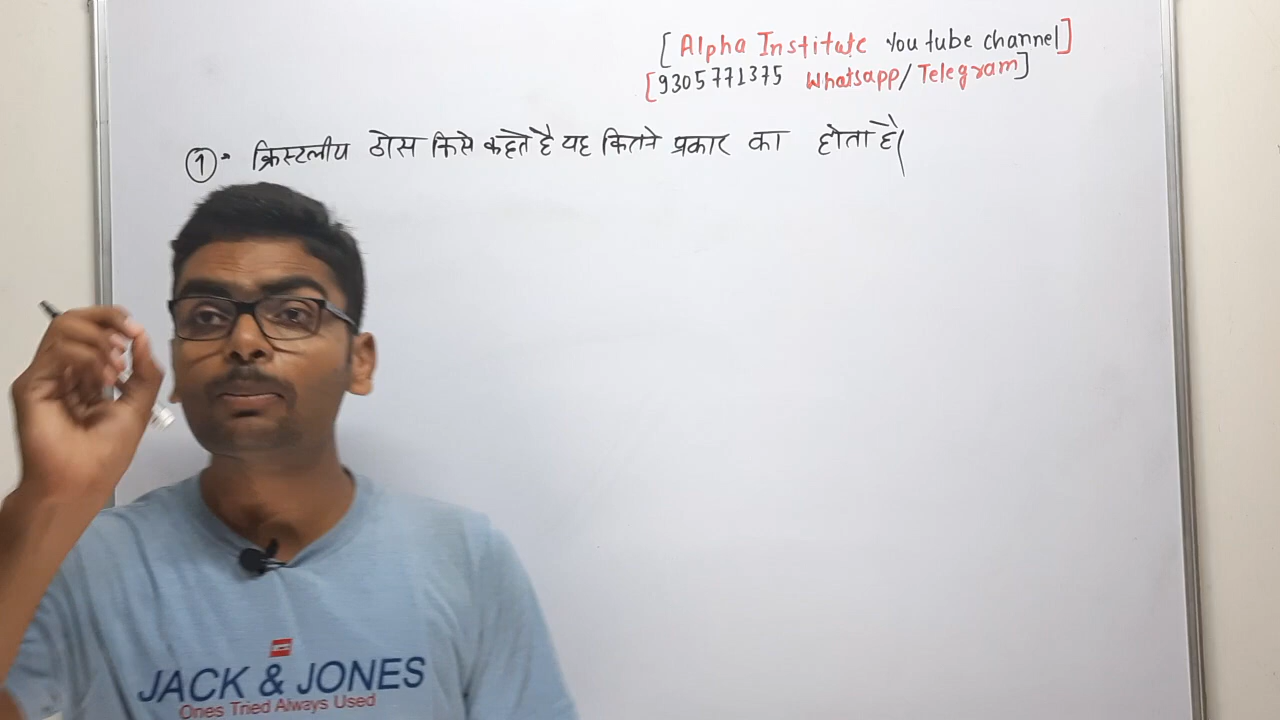 [Alpha Institute You tube channel]
[9305771375 Whatsapp/Telegram]
①- क्रिस्टलीय ठोस किसे कहते है यह कितने प्रकार का होता है।
JACK & JONES
Ones Tried Always Used